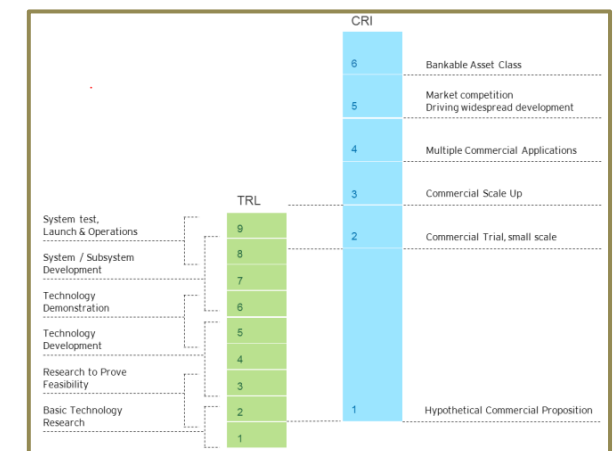 CRI
6
Bankable Asset Class
Market competition
5
Driving widespread development
4
Multiple Commercial Applications
3
Commercial Scale Up
TRL
System test,
Launch & Operations
9
2
Commercial Trial, small scale
8
System / Subsystem
Development
7
Technology
Demonstration
6
5
Technology
Development
4
Research to Prove
Feasibility
3
Basic Technology
Research
2
1
Hypothetical Commercial Proposition
1